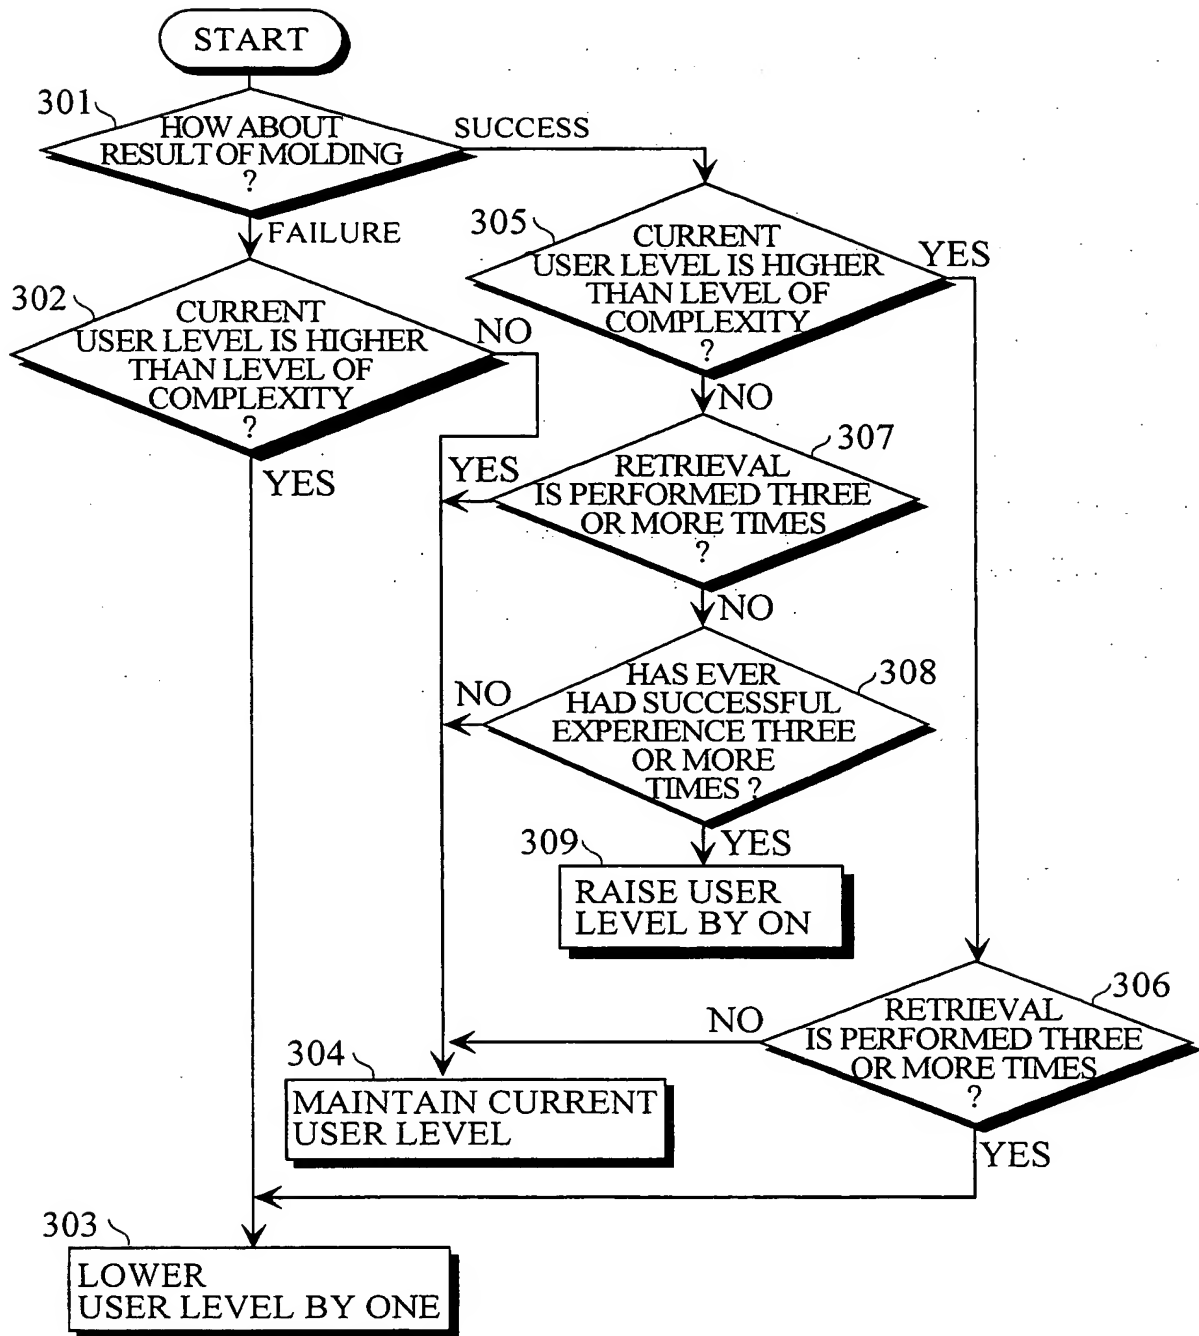 START
301
HOW ABOUT
RESULT OF MOLDING
?
SUCCESS
FAILURE
302
CURRENT
USER LEVEL IS HIGHER
THAN LEVEL OF
COMPLEXITY
?
NO
YES
305
CURRENT
USER LEVEL IS HIGHER
THAN LEVEL OF
COMPLEXITY
?
YES
NO
307
RETRIEVAL
IS PERFORMED THREE
OR MORE TIMES
?
YES
NO
308
HAS EVER
HAD SUCCESSFUL
EXPERIENCE THREE
OR MORE
TIMES ?
NO
YES
309
RAISE USER
LEVEL BY ON
306
RETRIEVAL
IS PERFORMED THREE
OR MORE TIMES
?
NO
YES
304
MAINTAIN CURRENT
USER LEVEL
303
LOWER
USER LEVEL BY ONE